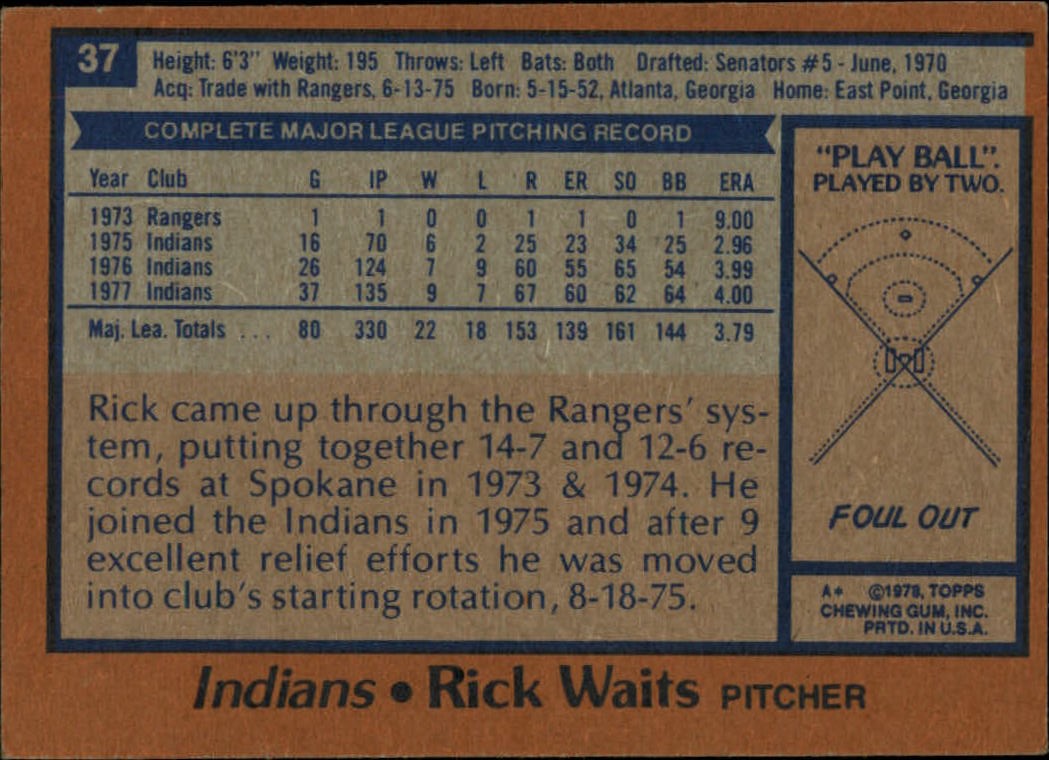 37
Height: 6'3" Weight: 195 Throws: Left Bats: Both Drafted: Senators #5 - June, 1970
Acq: Trade with Rangers, 6-13-75 Born: 5-15-52, Atlanta, Georgia Home: East Point, Georgia
COMPLETE MAJOR LEAGUE PITCHING RECORD
Year Club G IP W L R ER SO BB ERA
1973 Rangers 1 1 0 0 1 1 0 1 9.00
1975 Indians 16 70 6 2 25 23 34 25 2.96
1976 Indians 26 124 7 9 60 55 65 54 3.99
1977 Indians 37 135 9 7 67 60 62 64 4.00
Maj. Lea. Totals ... 80 330 22 18 153 139 161 144 3.79
Rick came up through the Rangers' sys-
tem, putting together 14-7 and 12-6 re-
cords at Spokane in 1973 & 1974. He
joined the Indians in 1975 and after 9
excellent relief efforts he was moved
into club's starting rotation, 8-18-75.
"PLAY BALL".
PLAYED BY TWO.
FOUL OUT
A* ©1978, TOPPS
CHEWING GUM, INC.
PRTD. IN U.S.A.
Indians • Rick Waits PITCHER